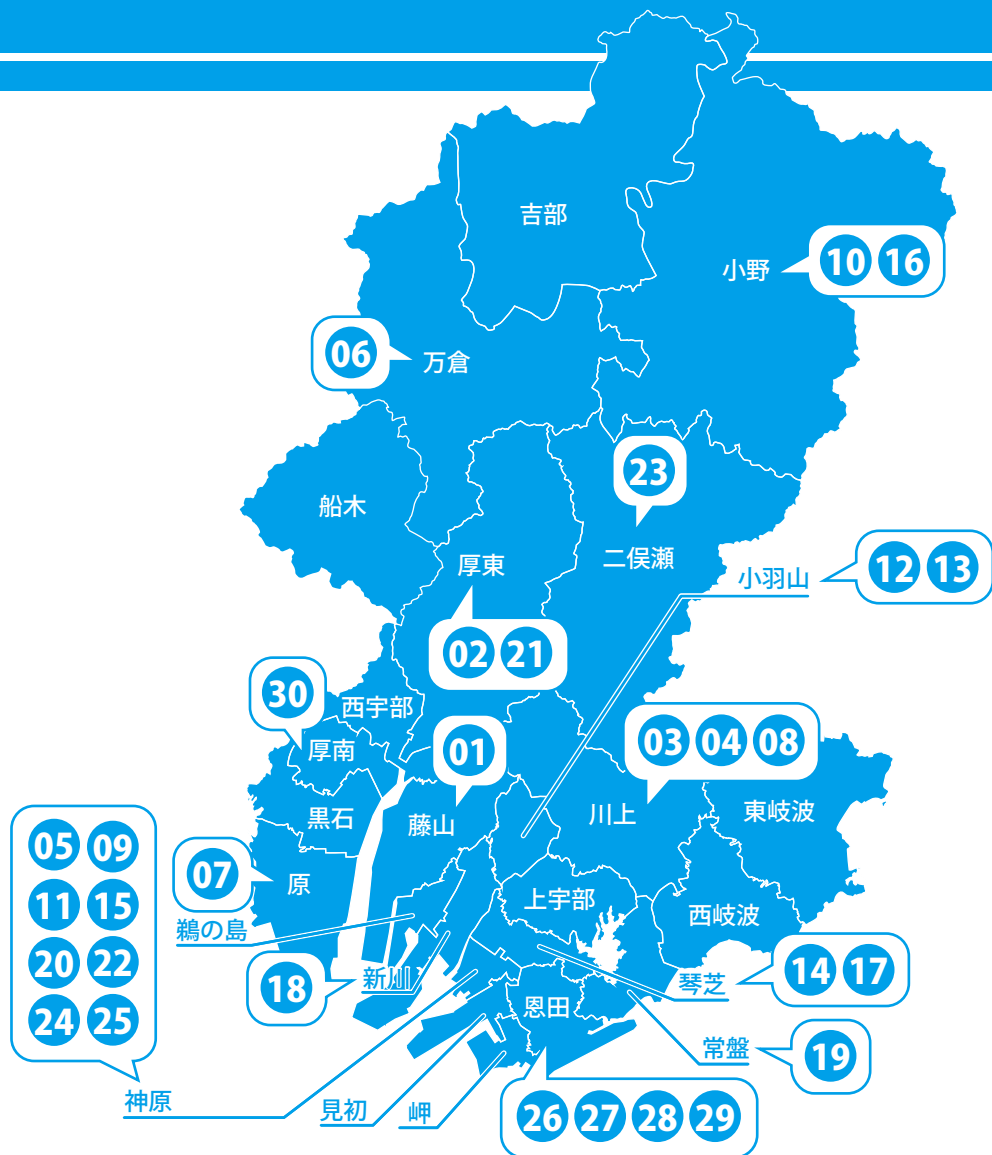 吉部
小野
10 16
06
万倉
23
船木
二俣瀬
厚東
小羽山
12 13
02 21
30
西宇部
厚南
01
03 04 08
黒石
藤山
川上
東岐波
05 09
11 15
20 22
24 25
07
原
鵜の島
上宇部
西岐波
18
新川
琴芝
14 17
恩田
常盤
19
神原
見初
岬
26 27 28 29